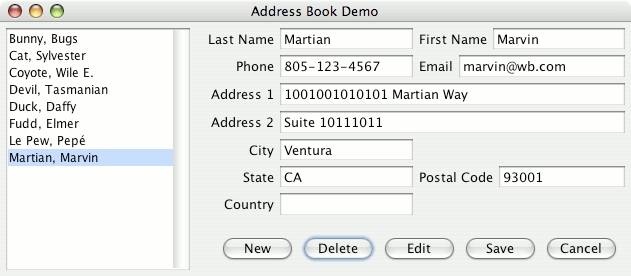 Address Book Demo
Bunny, Bugs
Cat, Sylvester
Coyote, Wile E.
Devil, Tasmanian
Duck, Daffy
Fudd, Elmer
Le Pew, Pepé
Martian, Marvin
Last Name Martian First Name Marvin
Phone 805-123-4567 Email marvin@wb.com
Address 1 1001001010101 Martian Way
Address 2 Suite 10111011
City Ventura
State CA Postal Code 93001
Country
New Delete Edit Save Cancel